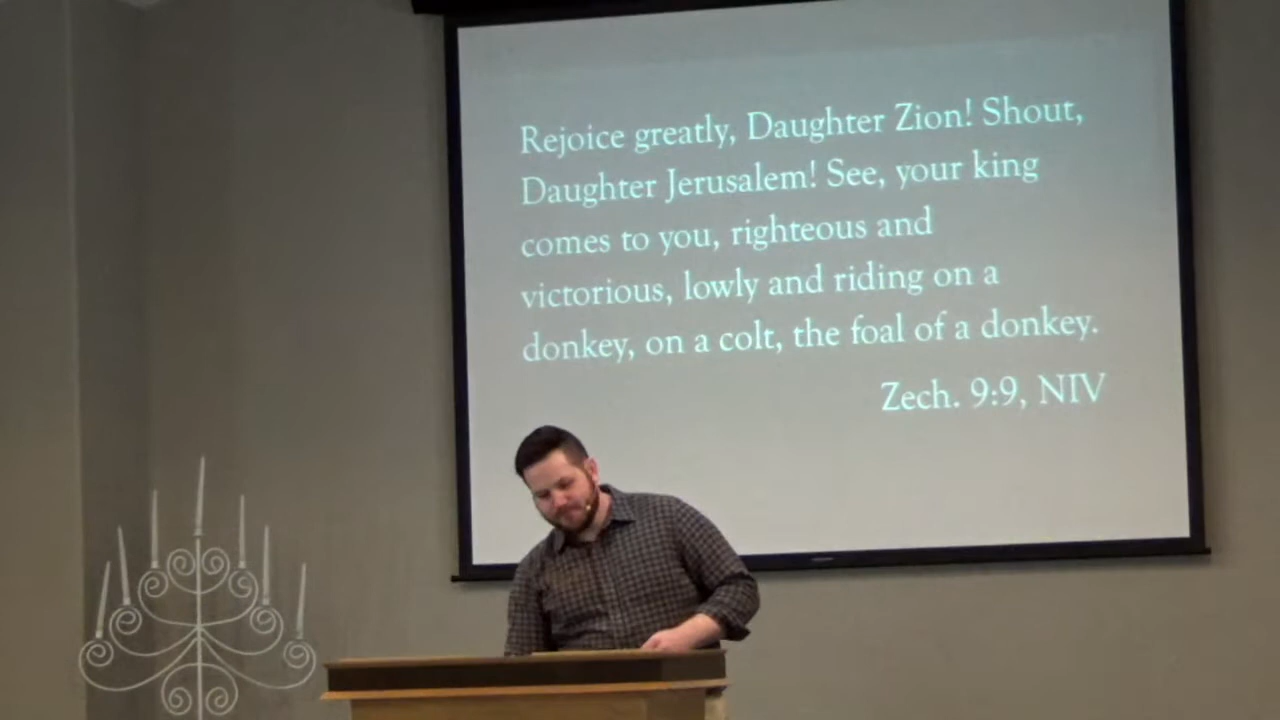 Rejoice greatly, Daughter Zion! Shout,
Daughter Jerusalem! See, your king
comes to you, righteous and
victorious, lowly and riding on a
donkey, on a colt, the foal of a donkey.
Zech. 9:9, NIV